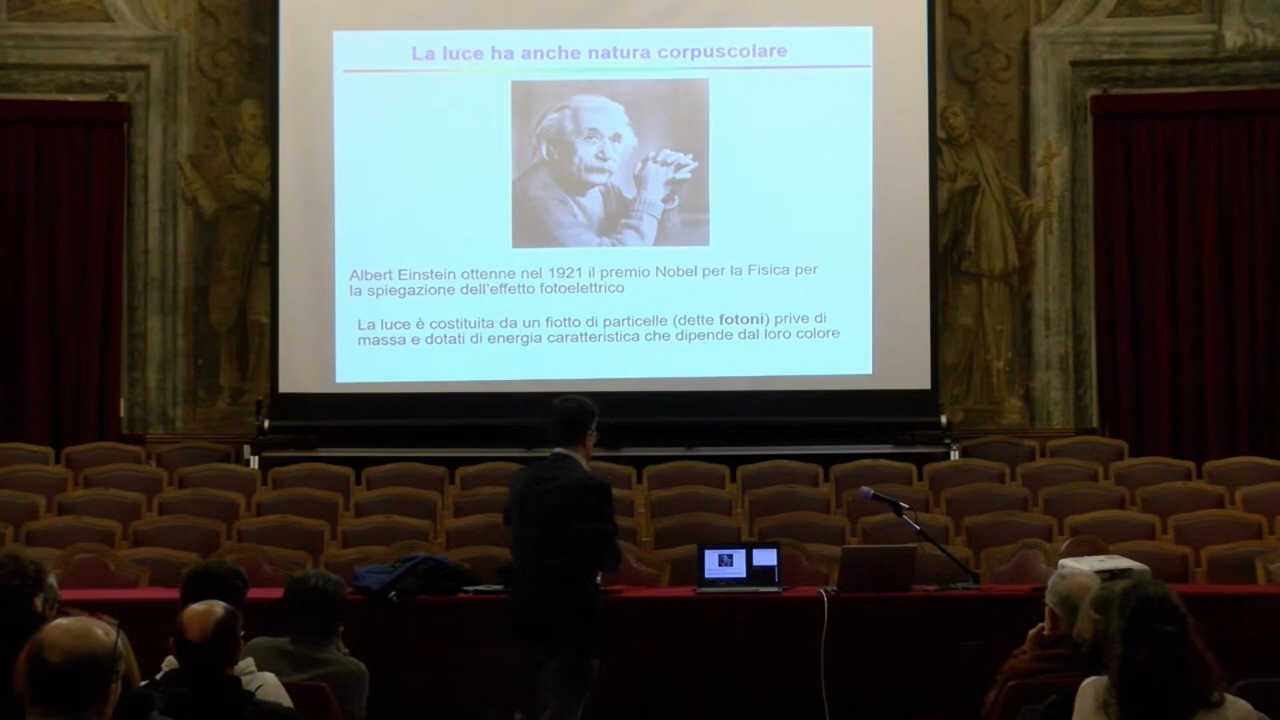 La luce ha anche natura corpuscolare
Albert Einstein ottenne nel 1921 il premio Nobel per la Fisica per
la spiegazione dell'effetto fotoelettrico
La luce è costituita da un fiotto di particelle (dette fotoni) prive di
massa e dotati di energia caratteristica che dipende dal loro colore